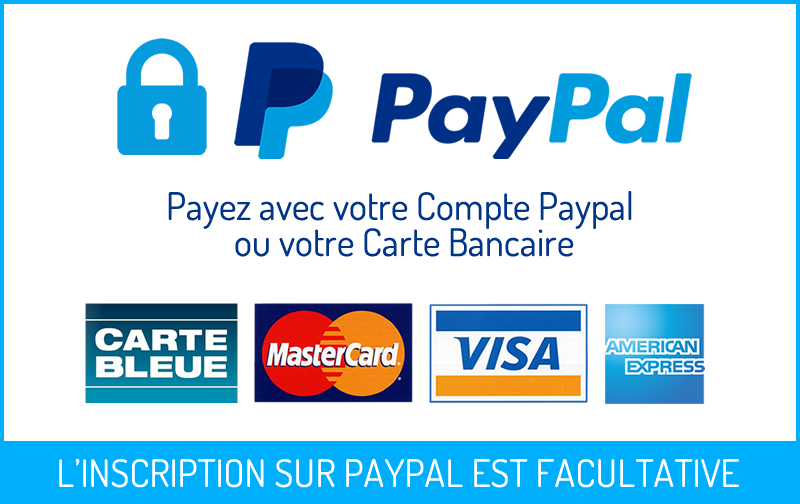 PayPal
Payez avec votre Compte Paypal
ou votre Carte Bancaire
CARTE
BLEUE
MasterCard
VISA
AMERICAN
EXPRESS
L'INSCRIPTION SUR PAYPAL EST FACULTATIVE